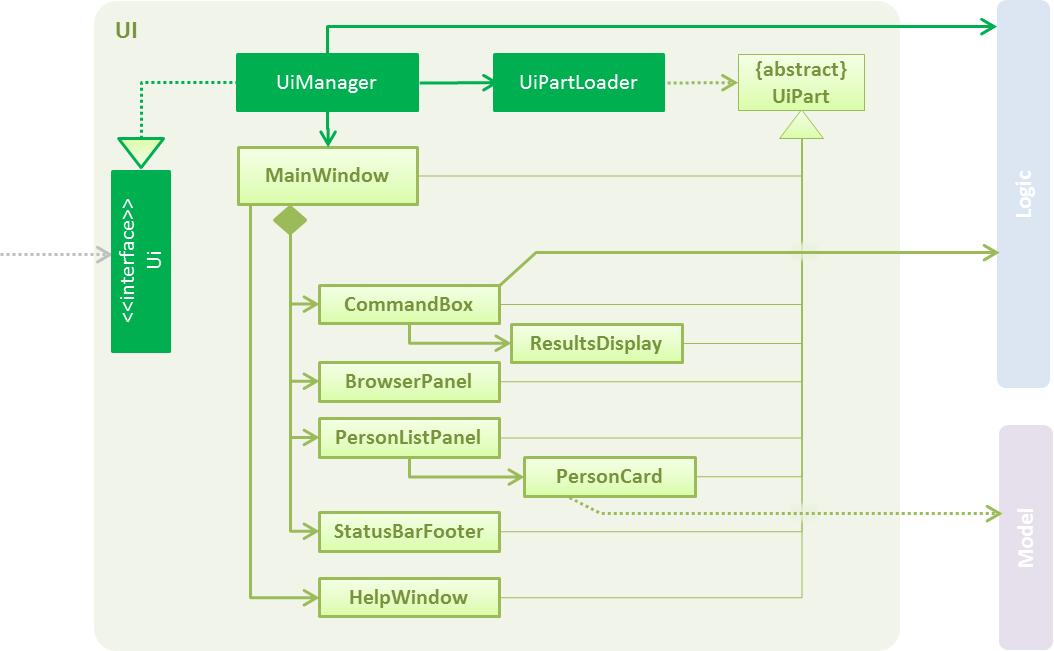 UI
UiManager
UiPartLoader
{abstract}
UiPart
MainWindow
<<interface>>
Ui
Logic
CommandBox
ResultsDisplay
BrowserPanel
PersonListPanel
PersonCard
StatusBarFooter
Model
HelpWindow